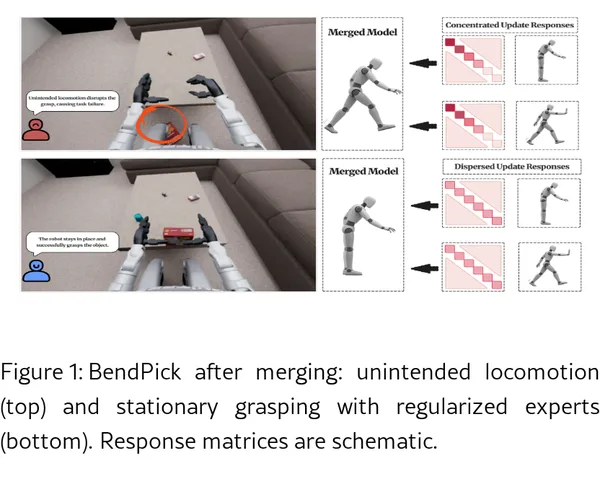 Concentrated Update Responses
Merged Model
Unintended locomotion disrupts the
grasp, causing task failure.
Dispersed Update Responses
Merged Model
The robot stays in place and
successfully grasps the object.
Figure 1: BendPick after merging: unintended locomotion
(top) and stationary grasping with regularized experts
(bottom). Response matrices are schematic.